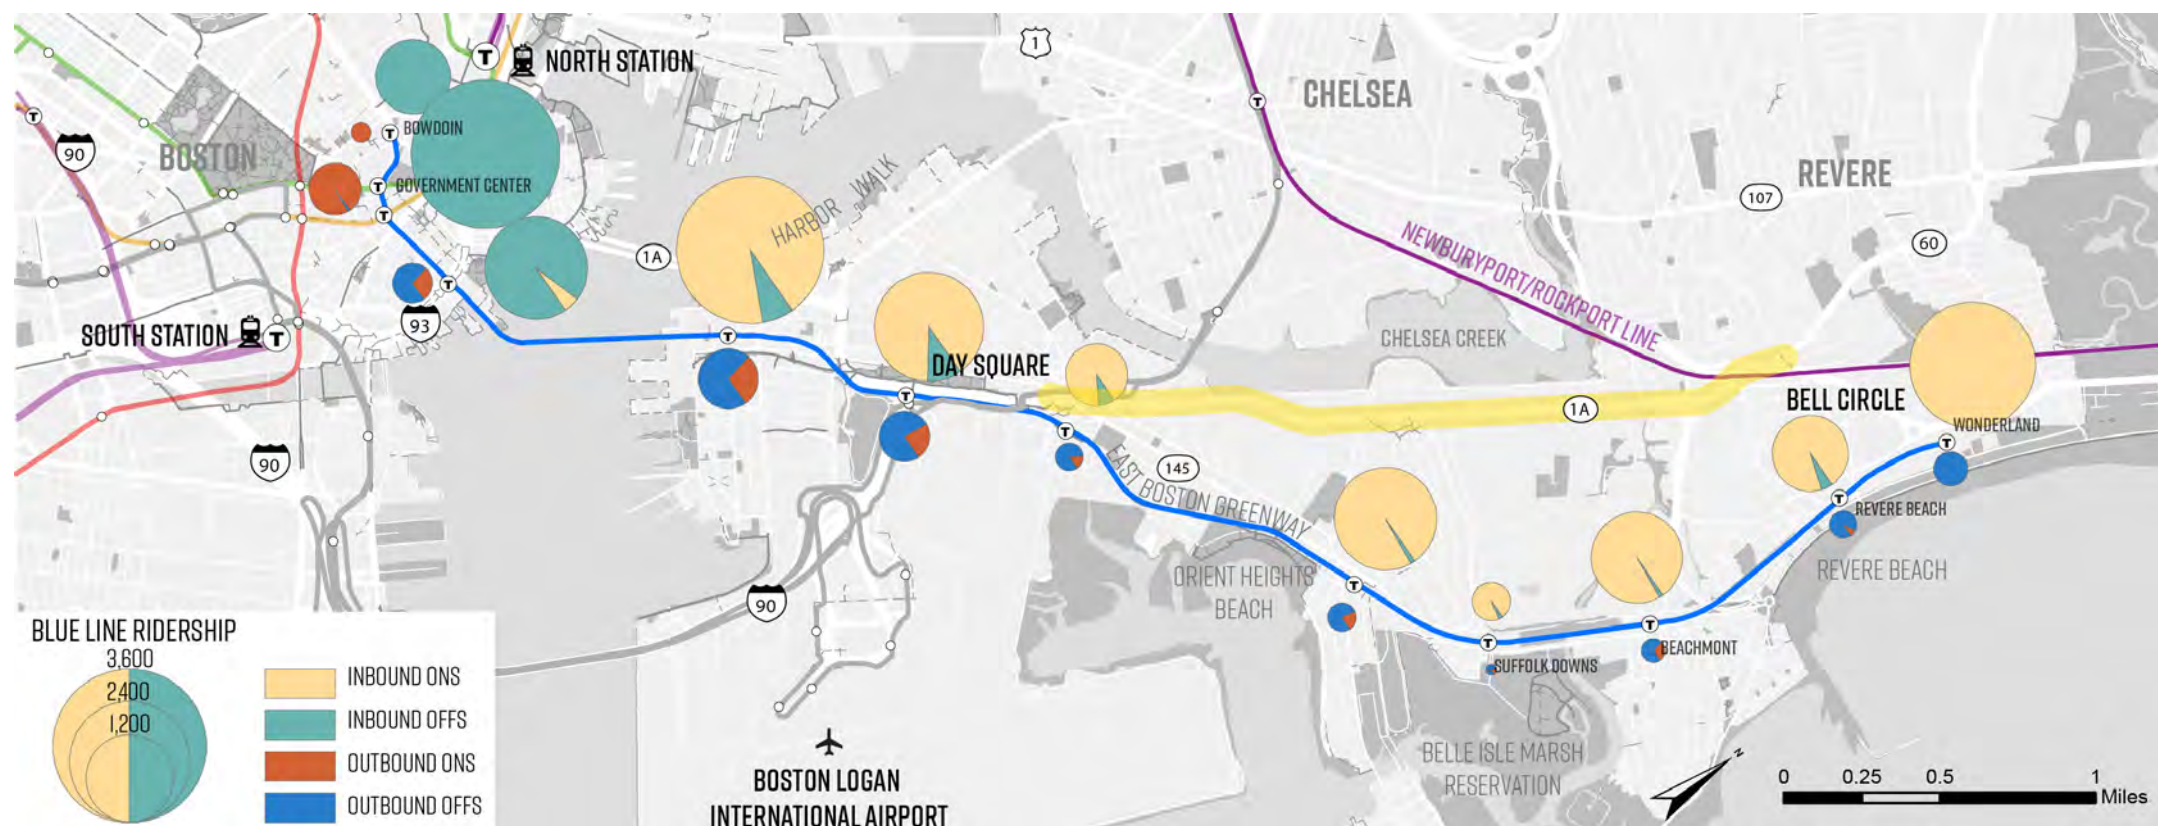 1
T
NORTH STATION
CHELSEA
T
T
T
BOWDOIN
90
BOSTON
REVERE
T
GOVERNMENT CENTER
HARBOR WALK
107
T
NEWBURYPORT/ROCKPORT LINE
60
1A
T
93
SOUTH STATION
T
T
CHELSEA CREEK
DAY SQUARE
T
1A
BELL CIRCLE
WONDERLAND
T
T
90
145
EAST BOSTON GREENWAY
T
REVERE BEACH
REVERE BEACH
ORIENT HEIGHTS
BEACH
T
90
T
BEACHMONT
T
SUFFOLK DOWNS
BLUE LINE RIDERSHIP
3,600
2,400
1,200
INBOUND ONS
INBOUND OFFS
OUTBOUND ONS
OUTBOUND OFFS
BOSTON LOGAN
INTERNATIONAL AIRPORT
BELLE ISLE MARSH
RESERVATION
N
0 0.25 0.5 1
Miles